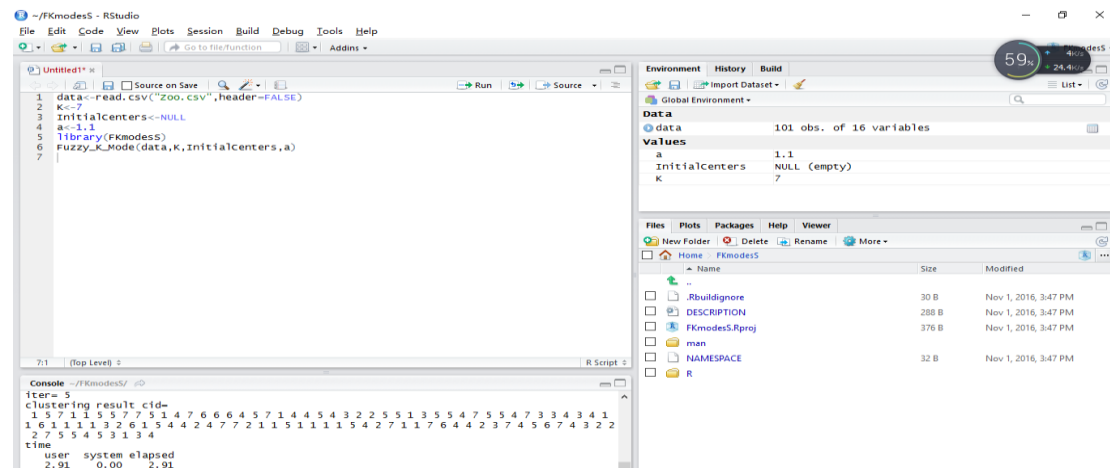 ~/FKmodesS - RStudio
File Edit Code View Plots Session Build Debug Tools Help
Go to file/function Addins
Untitled1*
Source on Save Run Source
1 data<-read.csv("zoo.csv",header=FALSE)
2 K<-7
3 InitialCenters<-NULL
4 a<-1.1
5 library(FKmodesS)
6 Fuzzy_K_Mode(data,K,InitialCenters,a)
7
7:1 (Top Level) R Script
Console ~/FKmodesS/
iter= 5
clustering result cid=
1 5 7 1 1 5 5 7 7 5 1 4 7 6 6 6 4 5 7 1 4 4 5 4 3 2 2 5 5 1 3 5 5 4 7 5 5 4 7 3 3 4 3 4 1
1 6 1 1 1 1 3 2 6 1 5 4 4 2 4 7 7 2 1 1 5 1 1 1 1 5 4 2 7 1 1 7 6 4 4 2 3 7 4 5 6 7 4 3 2 2
2 7 5 5 4 5 3 1 3 4
time
user system elapsed
2.91 0.00 2.91
Environment History Build
59% + 4K/s
+ 24.4K/s
Import Dataset List
Global Environment
Data
data 101 obs. of 16 variables
Values
a 1.1
InitialCenters NULL (empty)
K 7
Files Plots Packages Help Viewer
New Folder Delete Rename More
Home FKmodesS
Name Size Modified
..
.Rbuildignore 30 B Nov 1, 2016, 3:47 PM
DESCRIPTION 288 B Nov 1, 2016, 3:47 PM
FKmodesS.Rproj 376 B Nov 1, 2016, 3:47 PM
man
NAMESPACE 32 B Nov 1, 2016, 3:47 PM
R